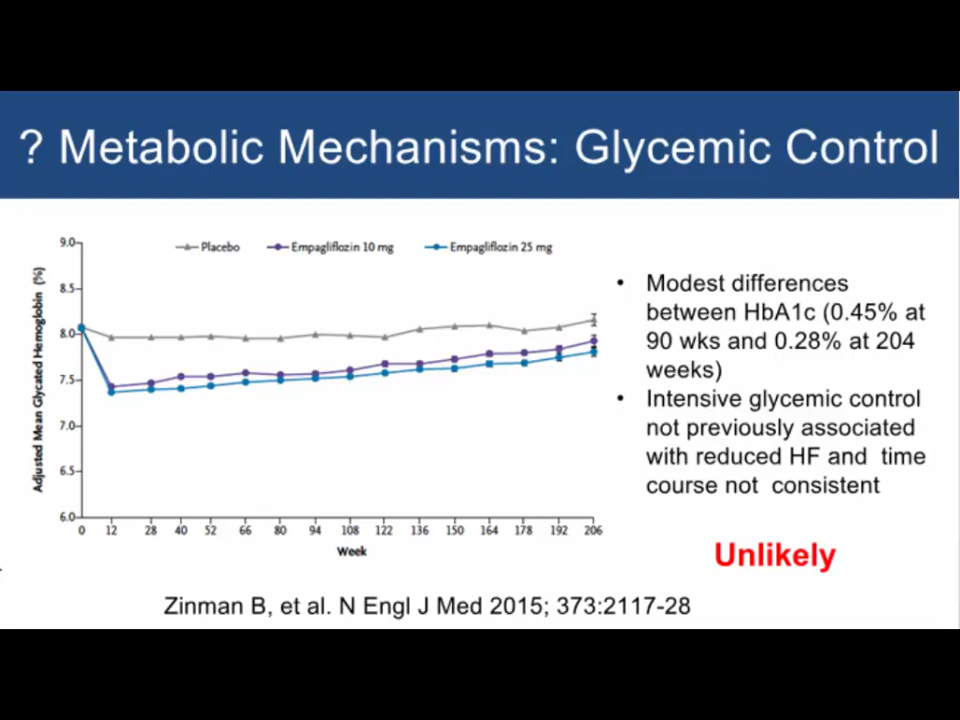 ? Metabolic Mechanisms: Glycemic Control
Placebo Empagliflozin 10 mg Empagliflozin 25 mg
Adjusted Mean Glycated Hemoglobin (%)
9.0
8.5
8.0
7.5
7.0
6.5
6.0
0 12 28 40 52 66 80 94 108 122 136 150 164 178 192 206
Week
• Modest differences
between HbA1c (0.45% at
90 wks and 0.28% at 204
weeks)
• Intensive glycemic control
not previously associated
with reduced HF and time
course not consistent
Unlikely
Zinman B, et al. N Engl J Med 2015; 373:2117-28